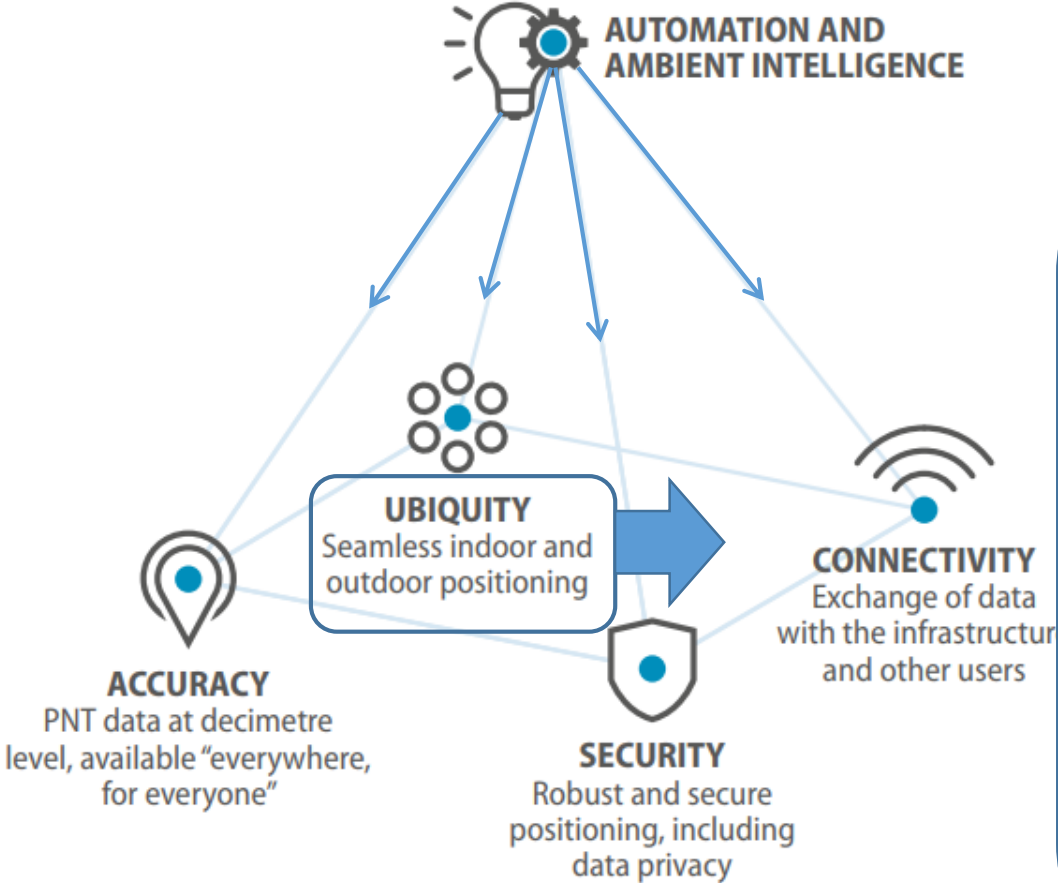 AUTOMATION AND
AMBIENT INTELLIGENCE
UBIQUITY
Seamless indoor and
outdoor positioning
CONNECTIVITY
Exchange of data
with the infrastructur
and other users
ACCURACY
PNT data at decimetre
level, available “everywhere,
for everyone”
SECURITY
Robust and secure
positioning, including
data privacy